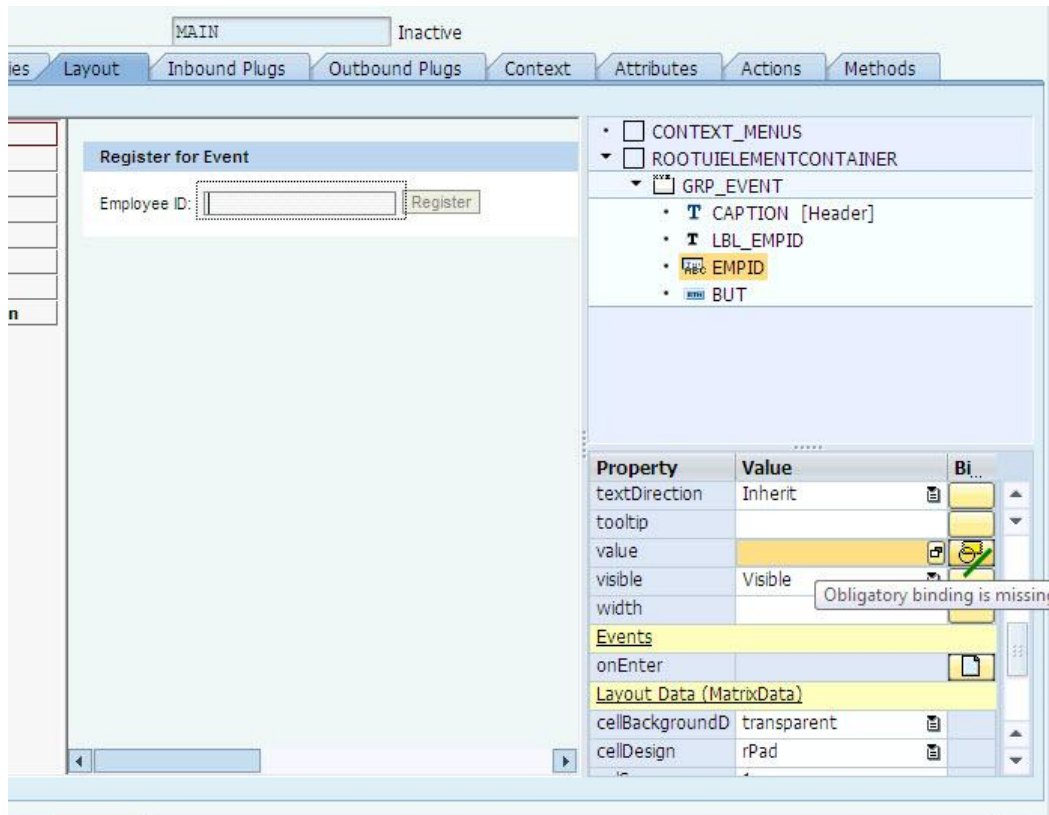 MAIN Inactive
ies Layout Inbound Plugs Outbound Plugs Context Attributes Actions Methods
n
Register for Event
Employee ID: Register
CONTEXT_MENUS
ROOTUIELEMENTCONTAINER
GRP_EVENT
T CAPTION [Header]
T LBL_EMPID
ABC EMPID
BUT
Property Value Bi...
textDirection Inherit
tooltip
value
visible Visible
Obligatory binding is missing
width
Events
onEnter
Layout Data (MatrixData)
cellBackgroundD transparent
cellDesign rPad